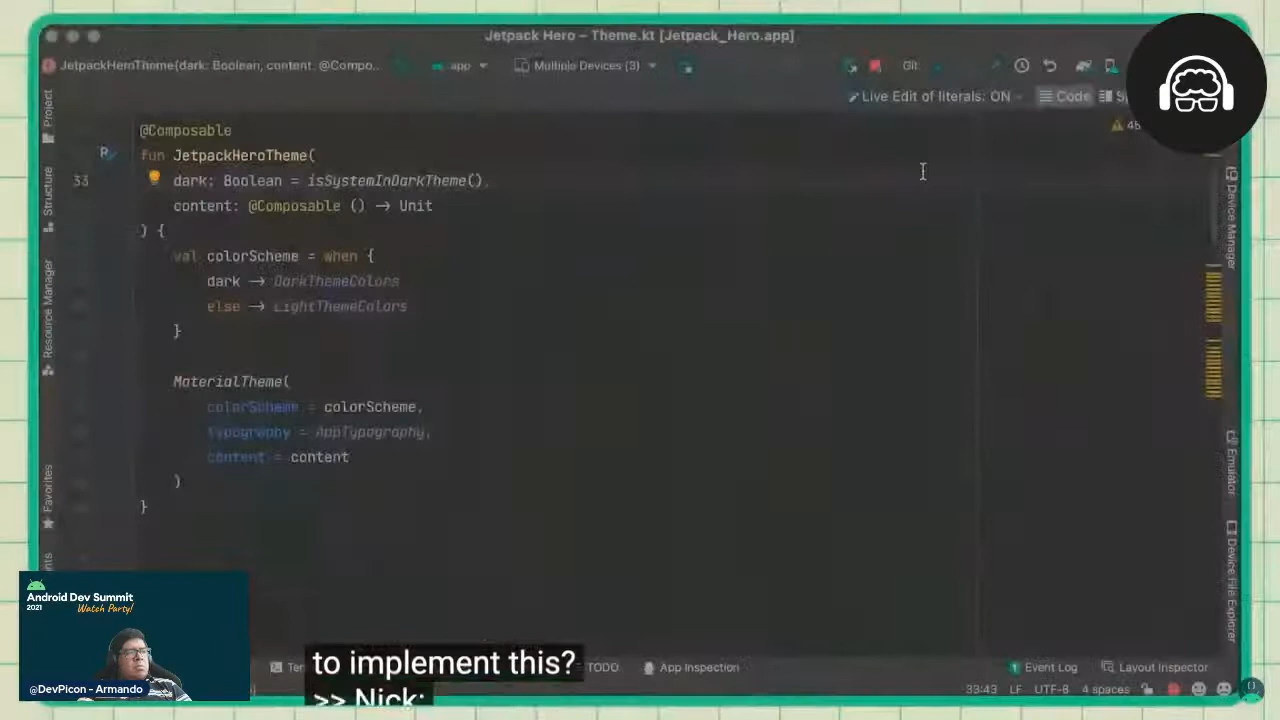 Jetpack Hero – Theme.kt [Jetpack_Hero.app]
JetpackHeroTheme(dark: Boolean, content: @Compo...
app
Multiple Devices (3)
Git:
Live Edit of literals: ON
Code
Project
Structure
Resource Manager
Favorites
@Composable
fun JetpackHeroTheme(
33
dark: Boolean = isSystemInDarkTheme(),
content: @Composable () → Unit
) {
val colorScheme = when {
dark → DarkThemeColors
else → LightThemeColors
}
MaterialTheme(
colorScheme = colorScheme,
typography = AppTypography,
content = content
)
}
45
Device Manager
Emulator
Device File Explorer
Android Dev Summit
2021
Watch Party!
@DevPicon - Armando
to implement this?
>> Nick:
TODO
App Inspection
1 Event Log
Layout Inspector
33:43 LF UTF-8 4 spaces